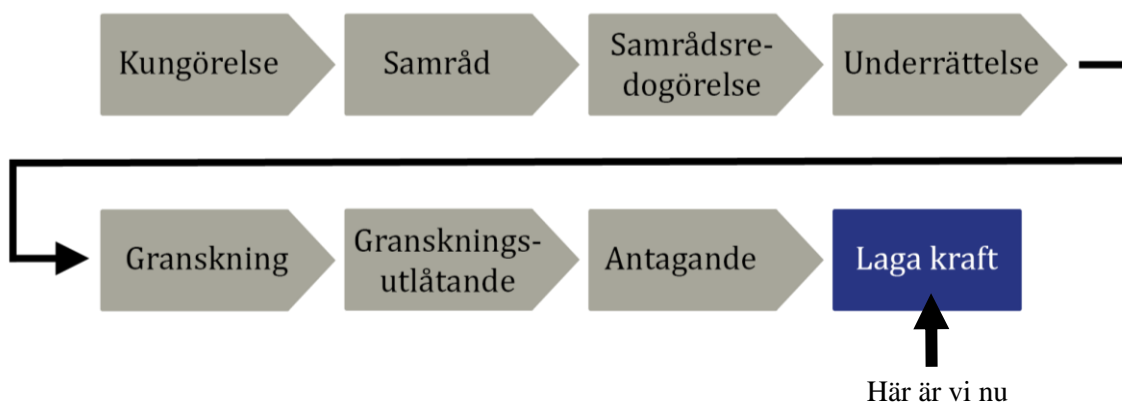 Kungörelse
Samråd
Samrådsre-
dogörelse
Underrättelse
Granskning
Gransknings-
utlåtande
Antagande
Laga kraft
Här är vi nu